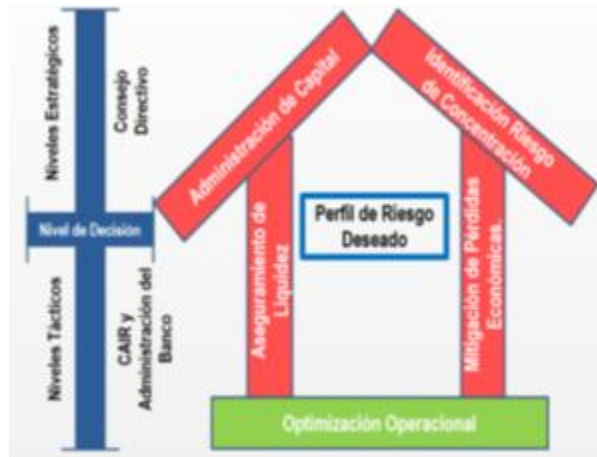 Niveles Estratégicos
Consejo
Directivo
Nivel de Decisión
Niveles Tácticos
CAIR y
Administración del
Banco
Administración de Capital
Identificación Riesgo
de Concentración
Aseguramiento de
Liquidez
Perfil de Riesgo
Deseado
Mitigación de Pérdidas
Económicas.
Optimización Operacional